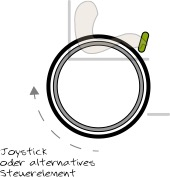 Joystick
oder alternatives
Steuerelement